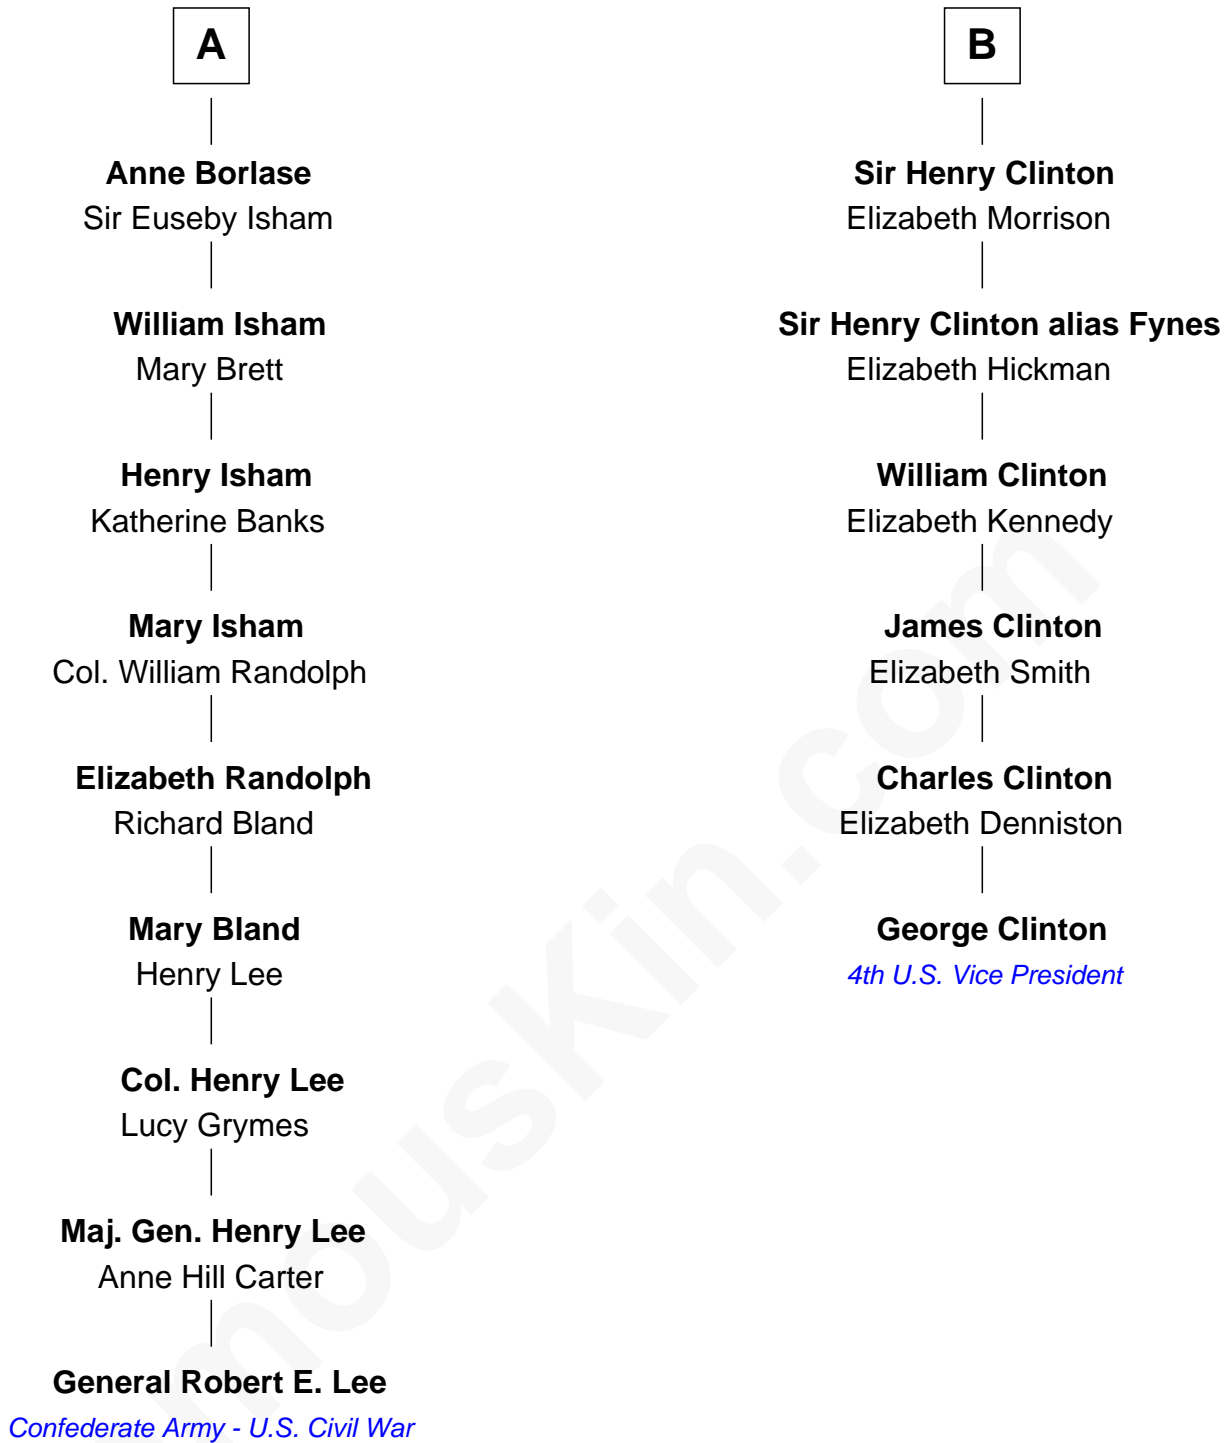 A
Anne Borlase
Sir Euseby Isham
William Isham
Mary Brett
Henry Isham
Katherine Banks
Mary Isham
Col. William Randolph
Elizabeth Randolph
Richard Bland
Mary Bland
Henry Lee
Col. Henry Lee
Lucy Grymes
Maj. Gen. Henry Lee
Anne Hill Carter
General Robert E. Lee
Confederate Army - U.S. Civil War
B
Sir Henry Clinton
Elizabeth Morrison
Sir Henry Clinton alias Fynes
Elizabeth Hickman
William Clinton
Elizabeth Kennedy
James Clinton
Elizabeth Smith
Charles Clinton
Elizabeth Denniston
George Clinton
4th U.S. Vice President
mousKin.com